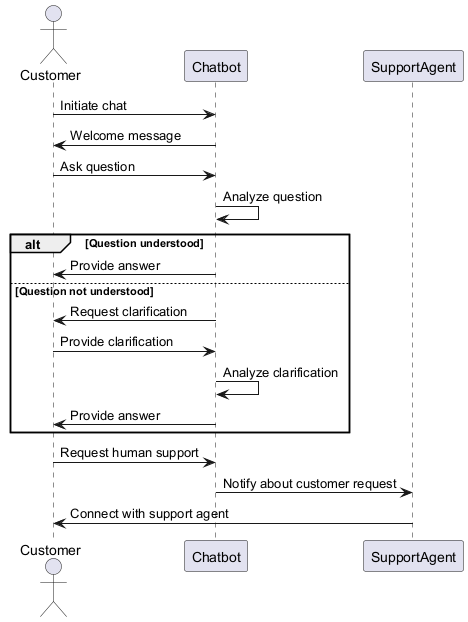 Customer
Chatbot
SupportAgent
Initiate chat
Welcome message
Ask question
Analyze question
alt
[Question understood]
Provide answer
[Question not understood]
Request clarification
Provide clarification
Analyze clarification
Provide answer
Request human support
Notify about customer request
Connect with support agent
Customer
Chatbot
SupportAgent